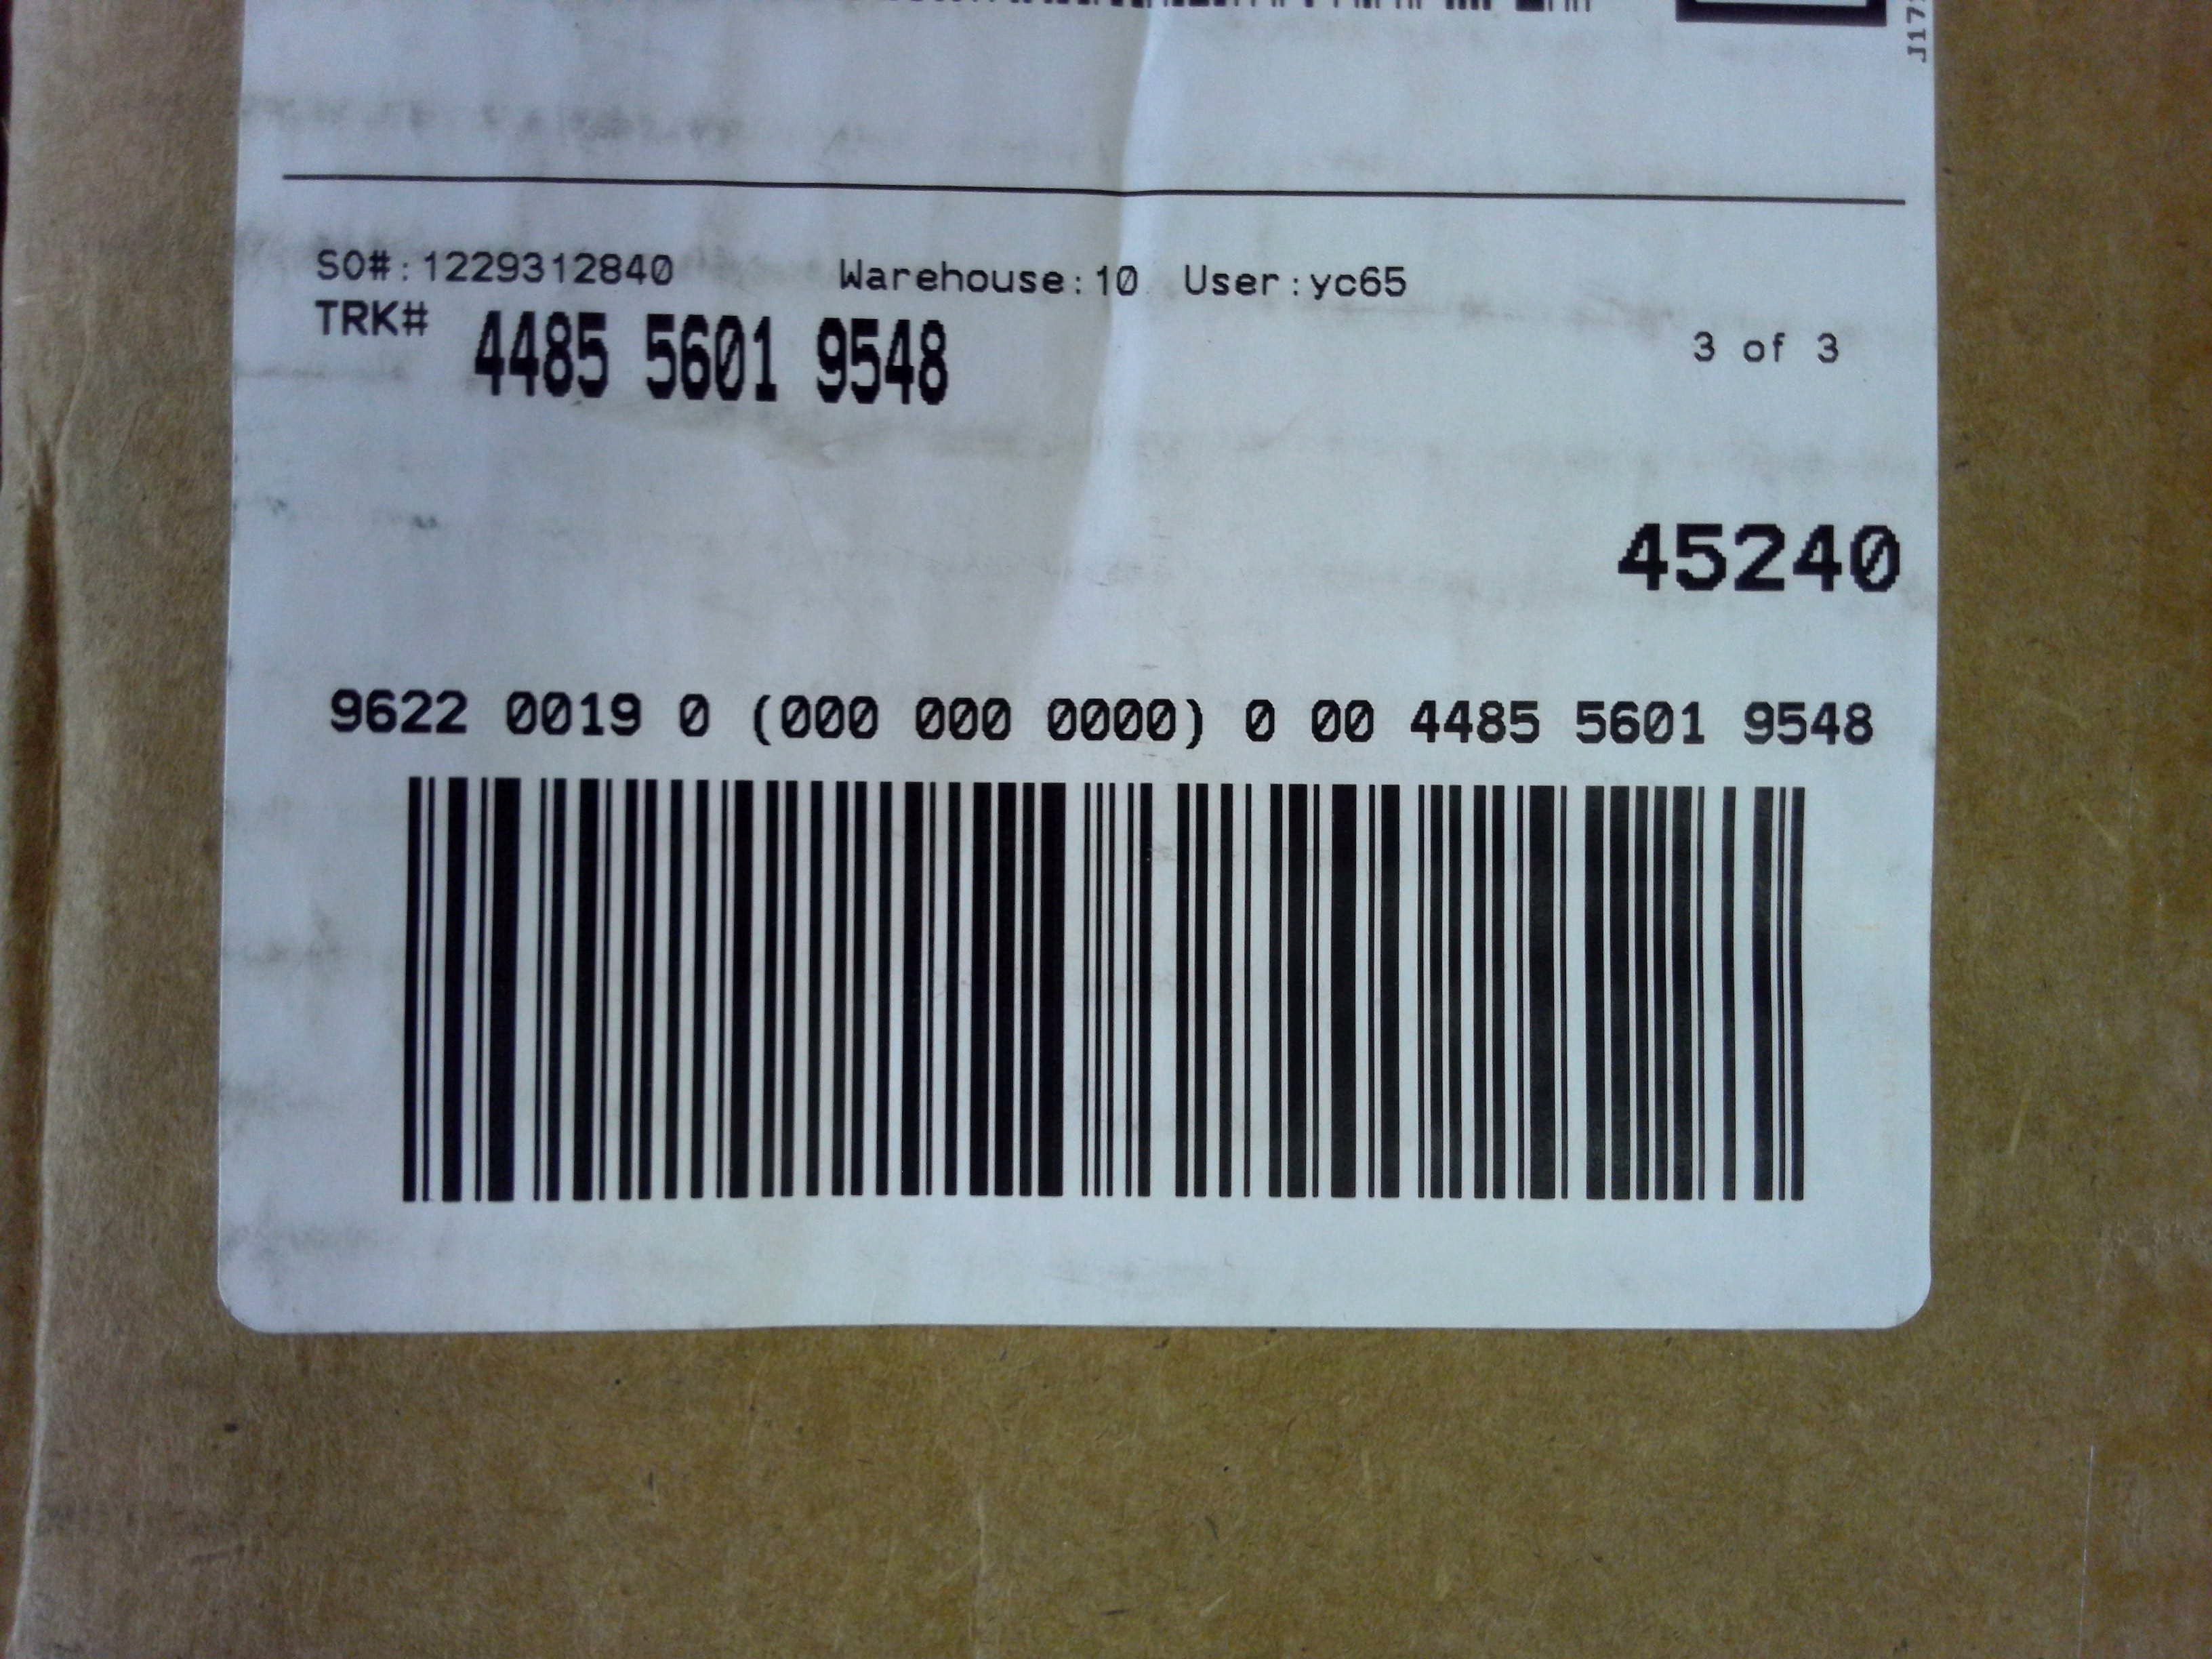 SO#:1229312840 Warehouse:10 User:yc65
TRK# 4485 5601 9548
3 of 3
45240
9622 0019 0 (000 000 0000) 0 00 4485 5601 9548